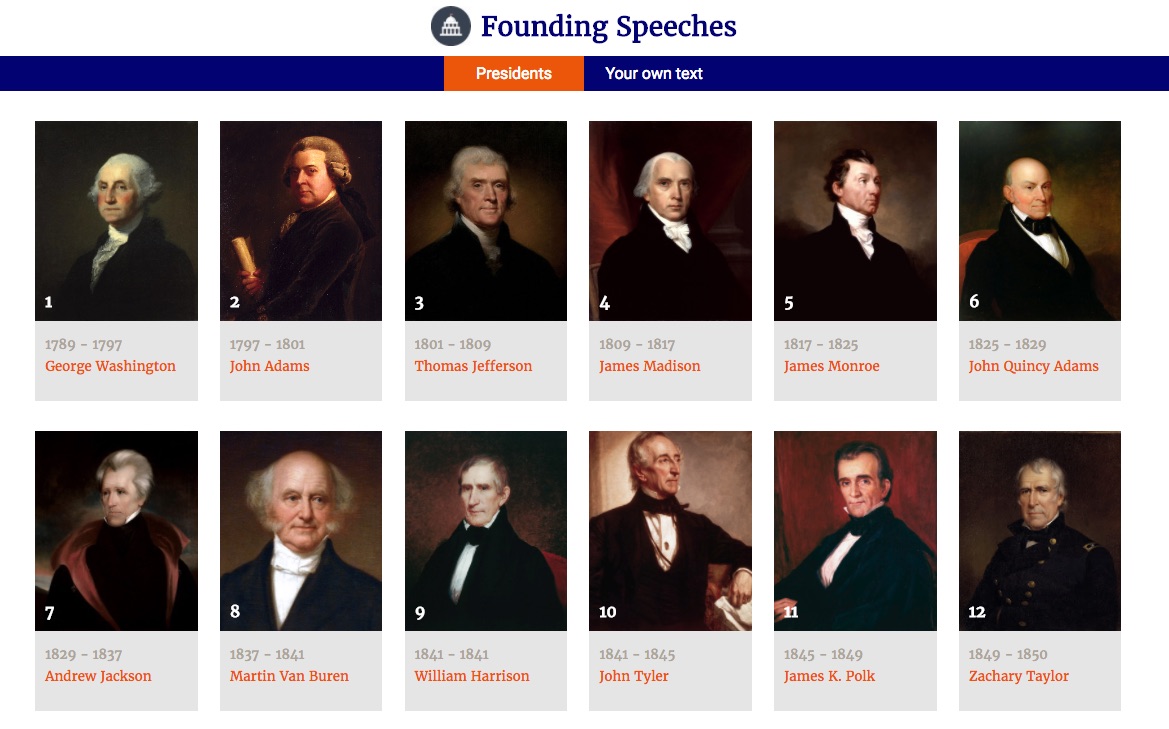 Founding Speeches
Presidents
Your own text
1
1789 – 1797
George Washington
2
1797 – 1801
John Adams
3
1801 – 1809
Thomas Jefferson
4
1809 – 1817
James Madison
5
1817 – 1825
James Monroe
6
1825 – 1829
John Quincy Adams
7
1829 – 1837
Andrew Jackson
8
1837 – 1841
Martin Van Buren
9
1841 – 1841
William Harrison
10
1841 – 1845
John Tyler
11
1845 – 1849
James K. Polk
12
1849 – 1850
Zachary Taylor